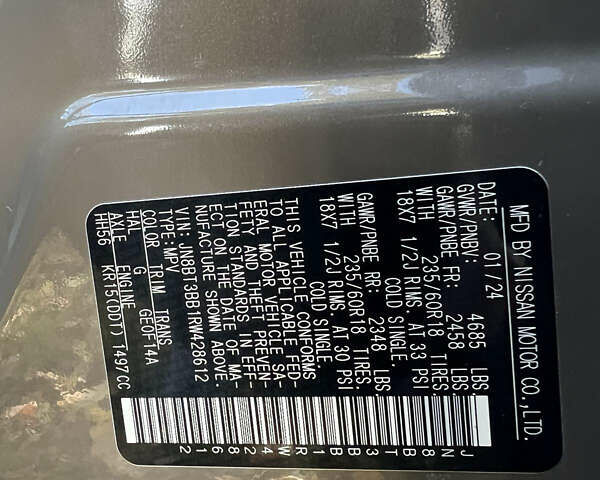 MFD BY NISSAN MOTOR CO.,LTD.
DATE: 01/24
GVWR/PNBV: 4685 LBS.
GAWR/PNBE FR: 2458 LBS.
WITH 235/60R18 TIRES,
18X7 1/2J RIMS, AT 33 PSI
COLD SINGLE.
GAWR/PNBE RR: 2348 LBS.
WITH 235/60R18 TIRES,
18X7 1/2J RIMS, AT 30 PSI
COLD SINGLE.
THIS VEHICLE CONFORMS
TO ALL APPLICABLE FED-
ERAL MOTOR VEHICLE SA-
FETY AND THEFT PREVEN-
TION STANDARDS IN EFF-
ECT ON THE DATE OF MA-
NUFACTURE SHOWN ABOVE.
VIN: JN8BT3BB1RW428612
TYPE:MPV
COLOR TRIM TRANS
HAL G GE0F14A
AXLE ENGINE
HH56 KR15(DDT) 1497CC
JN8BT3BB1RW428612